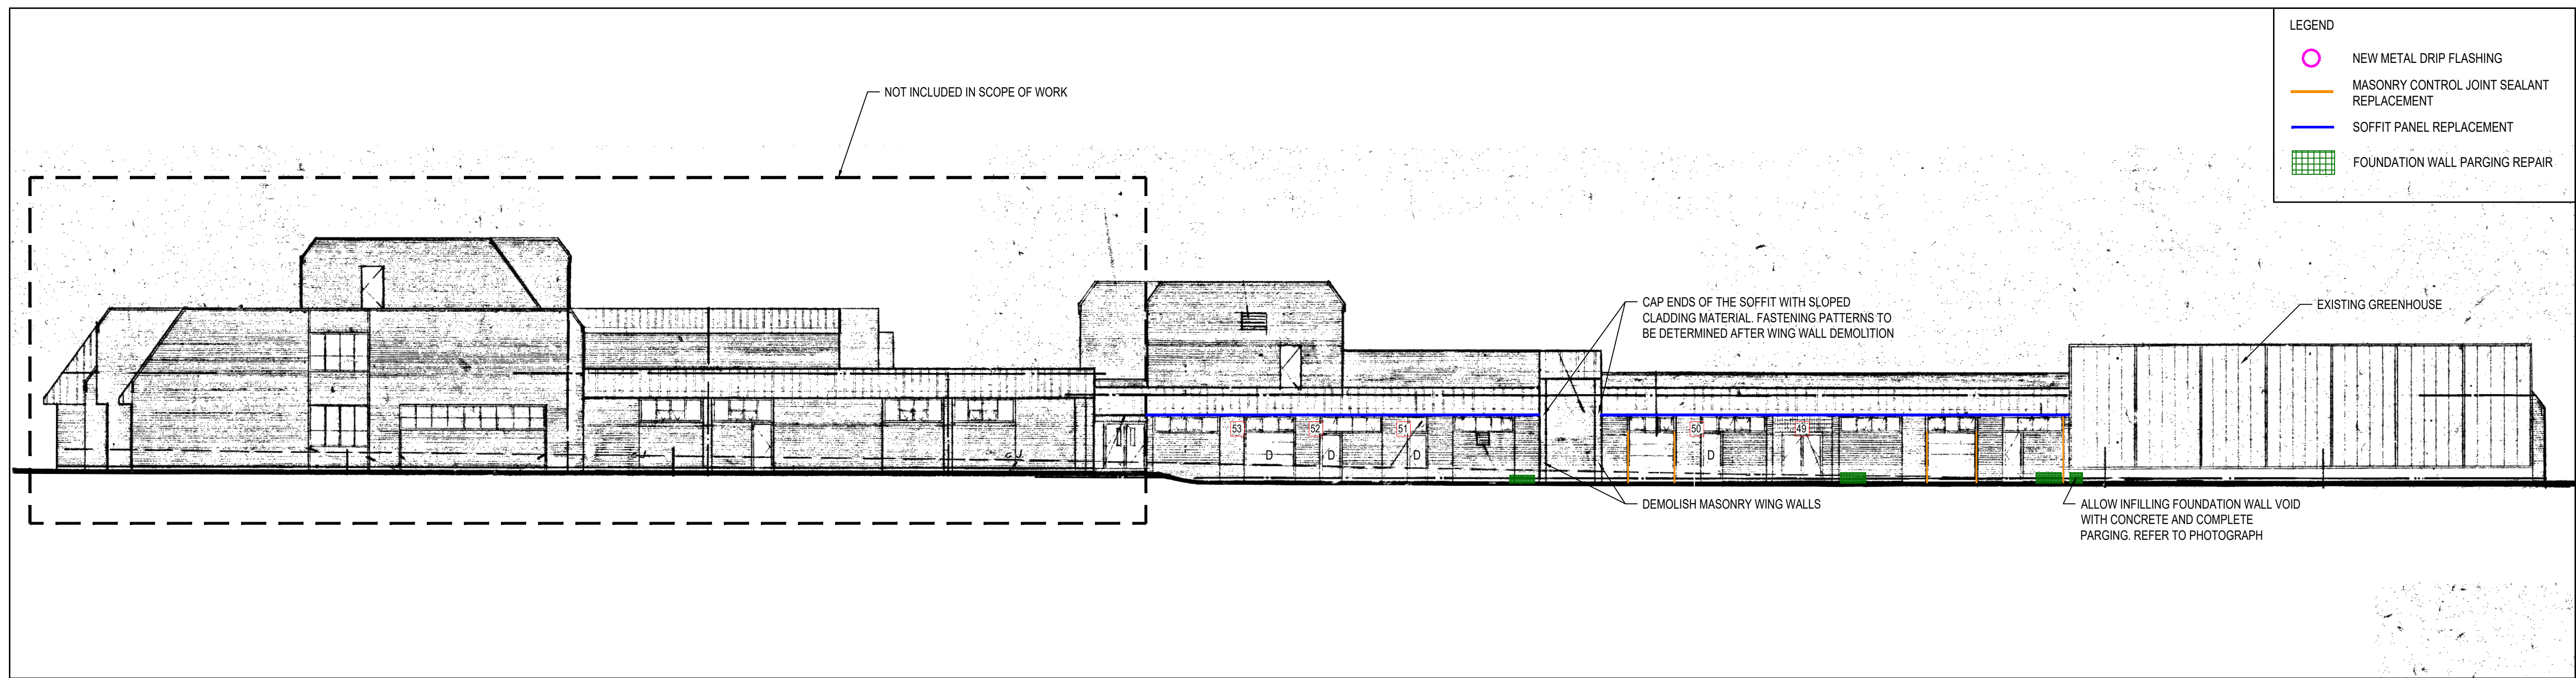 LEGEND
NEW METAL DRIP FLASHING
MASONRY CONTROL JOINT SEALANT
REPLACEMENT
SOFFIT PANEL REPLACEMENT
FOUNDATION WALL PARGING REPAIR
NOT INCLUDED IN SCOPE OF WORK
CAP ENDS OF THE SOFFIT WITH SLOPED
CLADDING MATERIAL. FASTENING PATTERNS TO
BE DETERMINED AFTER WING WALL DEMOLITION
EXISTING GREENHOUSE
53
52
51
50
49
D
D
D
D
DEMOLISH MASONRY WING WALLS
ALLOW INFILLING FOUNDATION WALL VOID
WITH CONCRETE AND COMPLETE
PARGING. REFER TO PHOTOGRAPH